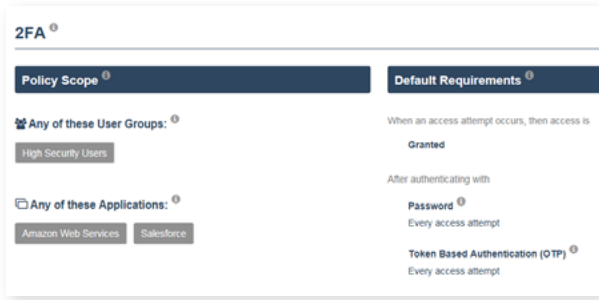 2FA
Policy Scope
Default Requirements
Any of these User Groups:
High Security Users
Any of these Applications:
Amazon Web Services
Salesforce
When an access attempt occurs, then access is
Granted
After authenticating with
Password
Every access attempt
Token Based Authentication (OTP)
Every access attempt